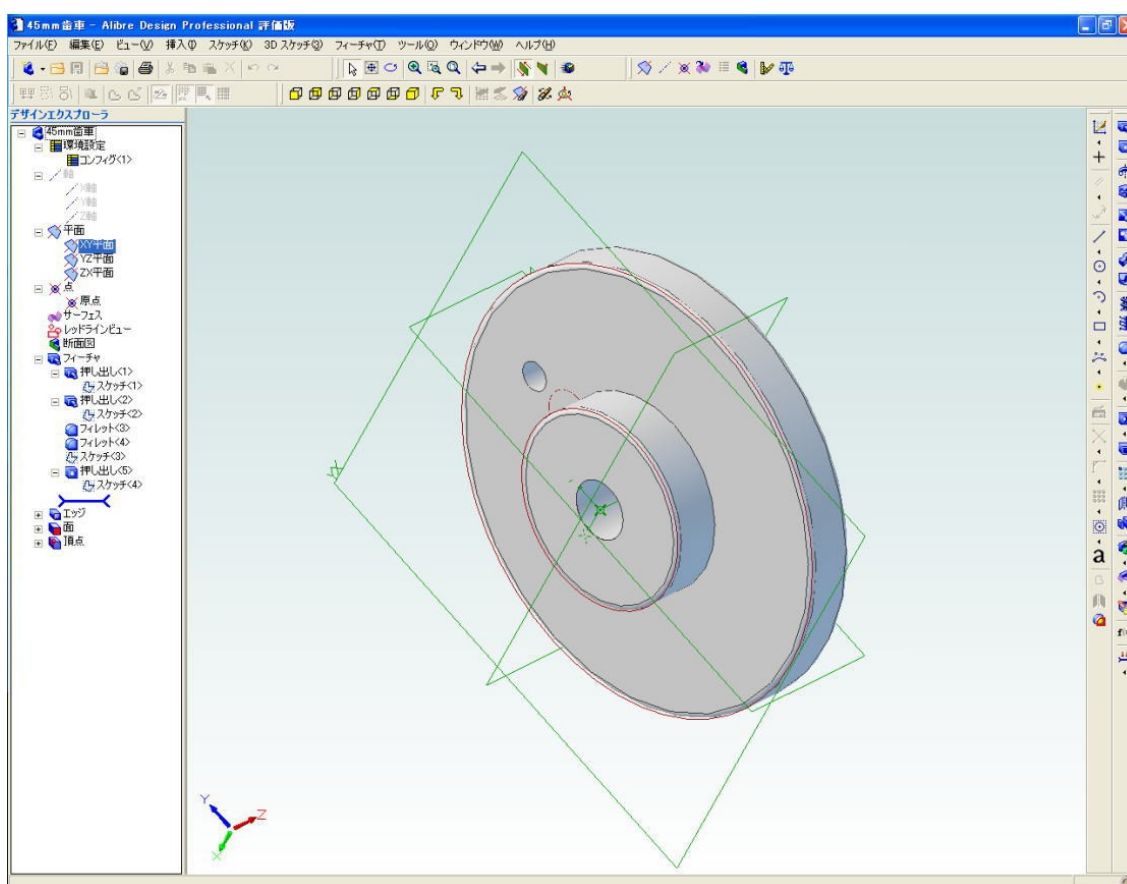 45mm歯車 - Alibre Design Professional 評価版
ファイル(F) 編集(E) ビュー(V) 挿入(I) スケッチ(K) 3D スケッチ(3) フィーチャ(T) ツール(O) ウィンドウ(W) ヘルプ(H)
デザインエクスプローラ
45mm歯車
環境設定
コンフィグ<1>
軸
X軸
Y軸
Z軸
平面
XY平面
YZ平面
ZX平面
点
原点
サーフェス
レッドラインビュー
断面図
フィーチャ
押し出し<1>
スケッチ<1>
押し出し<2>
スケッチ<2>
フィレット<3>
フィレット<4>
スケッチ<3>
押し出し<5>
スケッチ<4>
エッジ
面
頂点
Y
Z
X
a